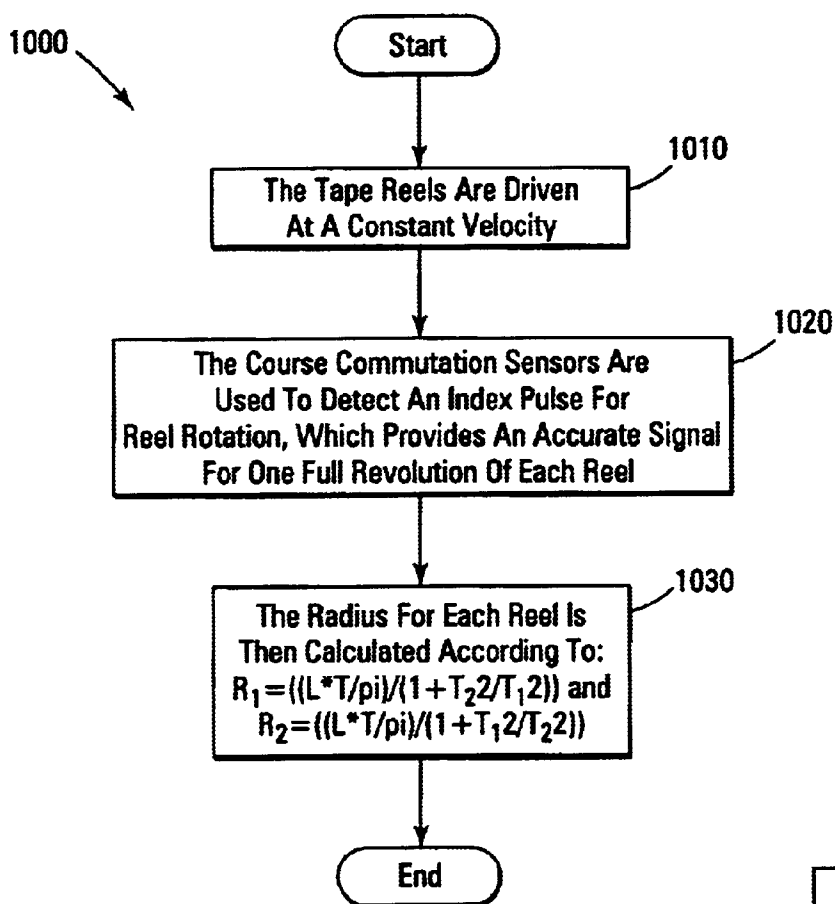 1000
Start
1010
The Tape Reels Are Driven
At A Constant Velocity
1020
The Course Commutation Sensors Are
Used To Detect An Index Pulse For
Reel Rotation, Which Provides An Accurate Signal
For One Full Revolution Of Each Reel
1030
The Radius For Each Reel Is
Then Calculated According To:
R₁=((L*T/pi)/(1+T₂2/T₁2)) and
R₂=((L*T/pi)/(1+T₁2/T₂2))
End